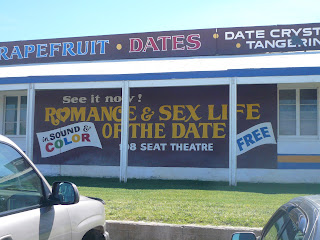 GRAPEFRUIT · DATES ·
DATE CRYST
TANGERIN
See it now!
ROMANCE & SEX LIFE
OF THE DATE
in SOUND &
COLOR
FREE
108 SEAT THEATRE